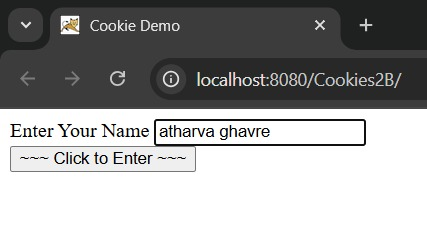 Cookie Demo
localhost:8080/Cookies2B/
Enter Your Name atharva ghavre
~~~ Click to Enter ~~~